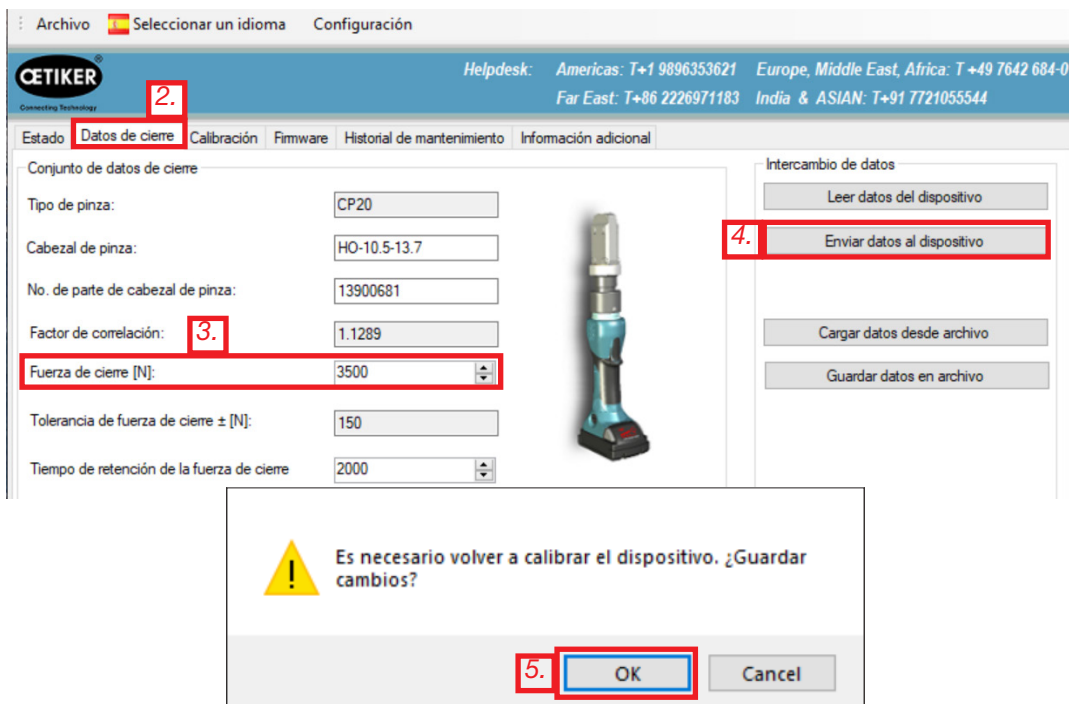 Archivo Seleccionar un idioma Configuración
ŒTIKER®
Connecting Technology
Helpdesk: Americas: T+1 9896353621 Europe, Middle East, Africa: T +49 7642 684-0
Far East: T+86 2226971183 India & ASIAN: T+91 7721055544
2.
Estado Datos de cierre Calibración Firmware Historial de mantenimiento Información adicional
Conjunto de datos de cierre
Tipo de pinza: CP20
Cabezal de pinza: HO-10.5-13.7
No. de parte de cabezal de pinza: 13900681
Factor de correlación: 1.1289
3.
Fuerza de cierre [N]: 3500
Tolerancia de fuerza de cierre ± [N]: 150
Tiempo de retención de la fuerza de cierre 2000
Intercambio de datos
Leer datos del dispositivo
4.
Enviar datos al dispositivo
Cargar datos desde archivo
Guardar datos en archivo
Es necesario volver a calibrar el dispositivo. ¿Guardar
cambios?
5.
OK
Cancel